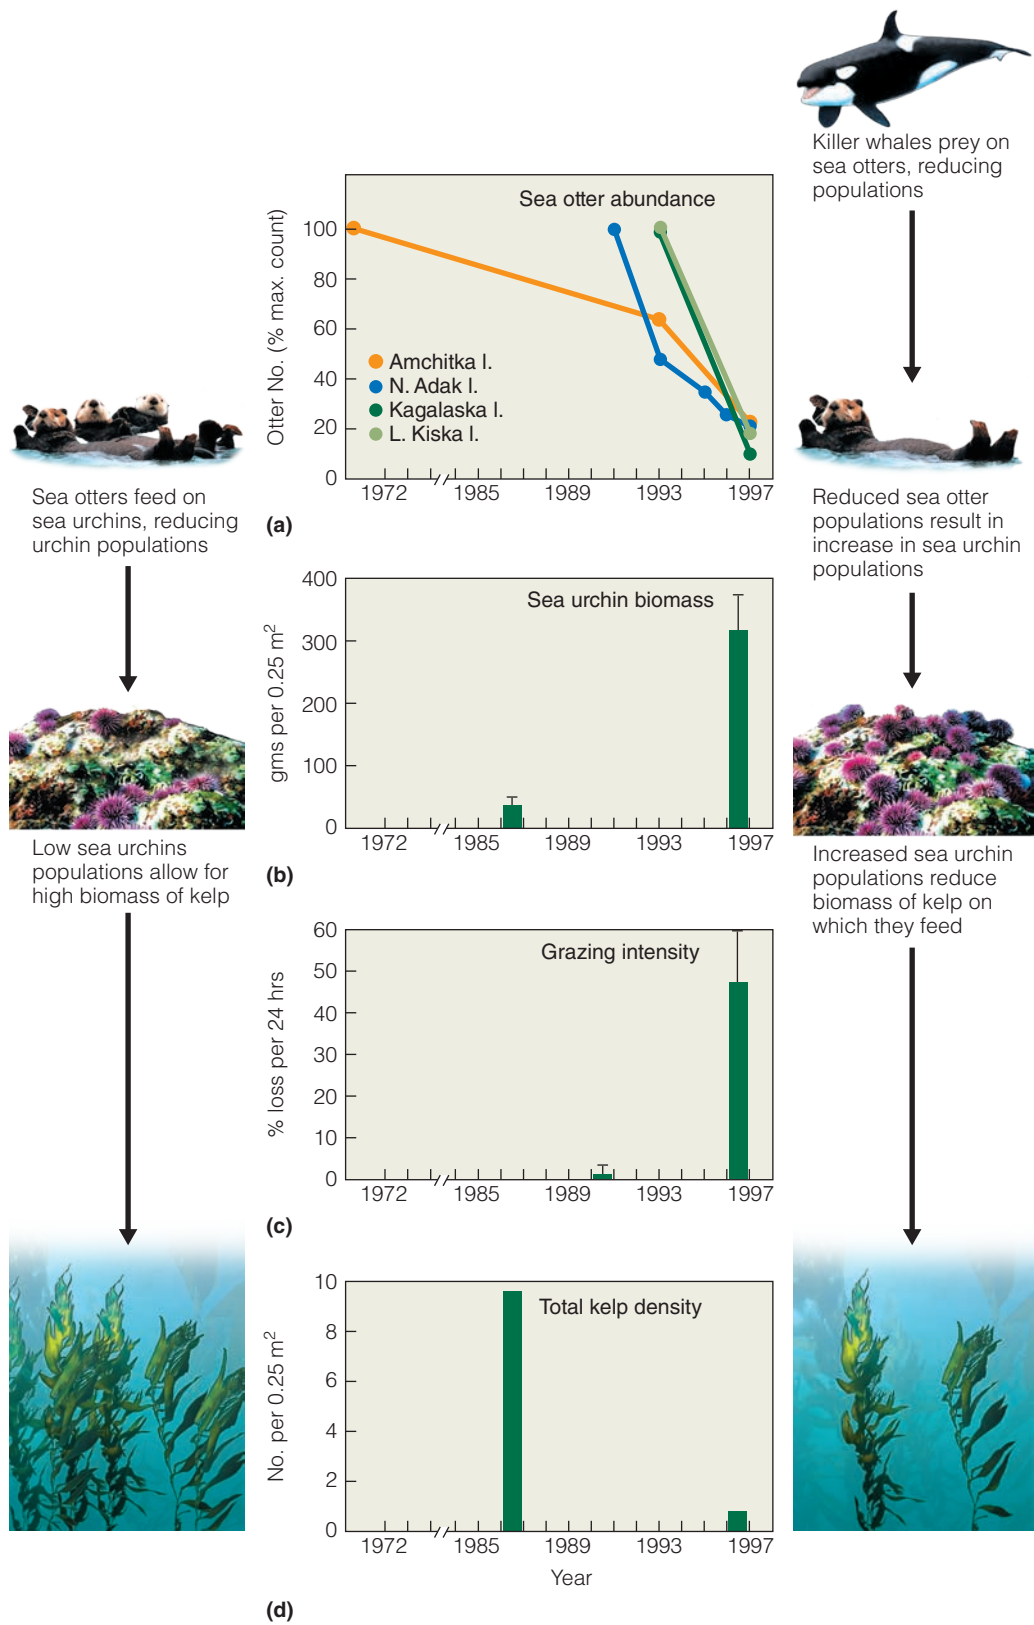 Killer whales prey on
sea otters, reducing
populations
Sea otter abundance
Otter No. (% max. count)
100
80
60
40
20
0
Amchitka I.
N. Adak I.
Kagalaska I.
L. Kiska I.
1972 1985 1989 1993 1997
(a)
Sea otters feed on
sea urchins, reducing
urchin populations
Reduced sea otter
populations result in
increase in sea urchin
populations
Sea urchin biomass
gms per 0.25 m²
400
300
200
100
0
1972 1985 1989 1993 1997
(b)
Low sea urchins
populations allow for
high biomass of kelp
Increased sea urchin
populations reduce
biomass of kelp on
which they feed
Grazing intensity
% loss per 24 hrs
60
50
40
30
20
10
0
1972 1985 1989 1993 1997
(c)
Total kelp density
No. per 0.25 m²
10
8
6
4
2
0
1972 1985 1989 1993 1997
Year
(d)